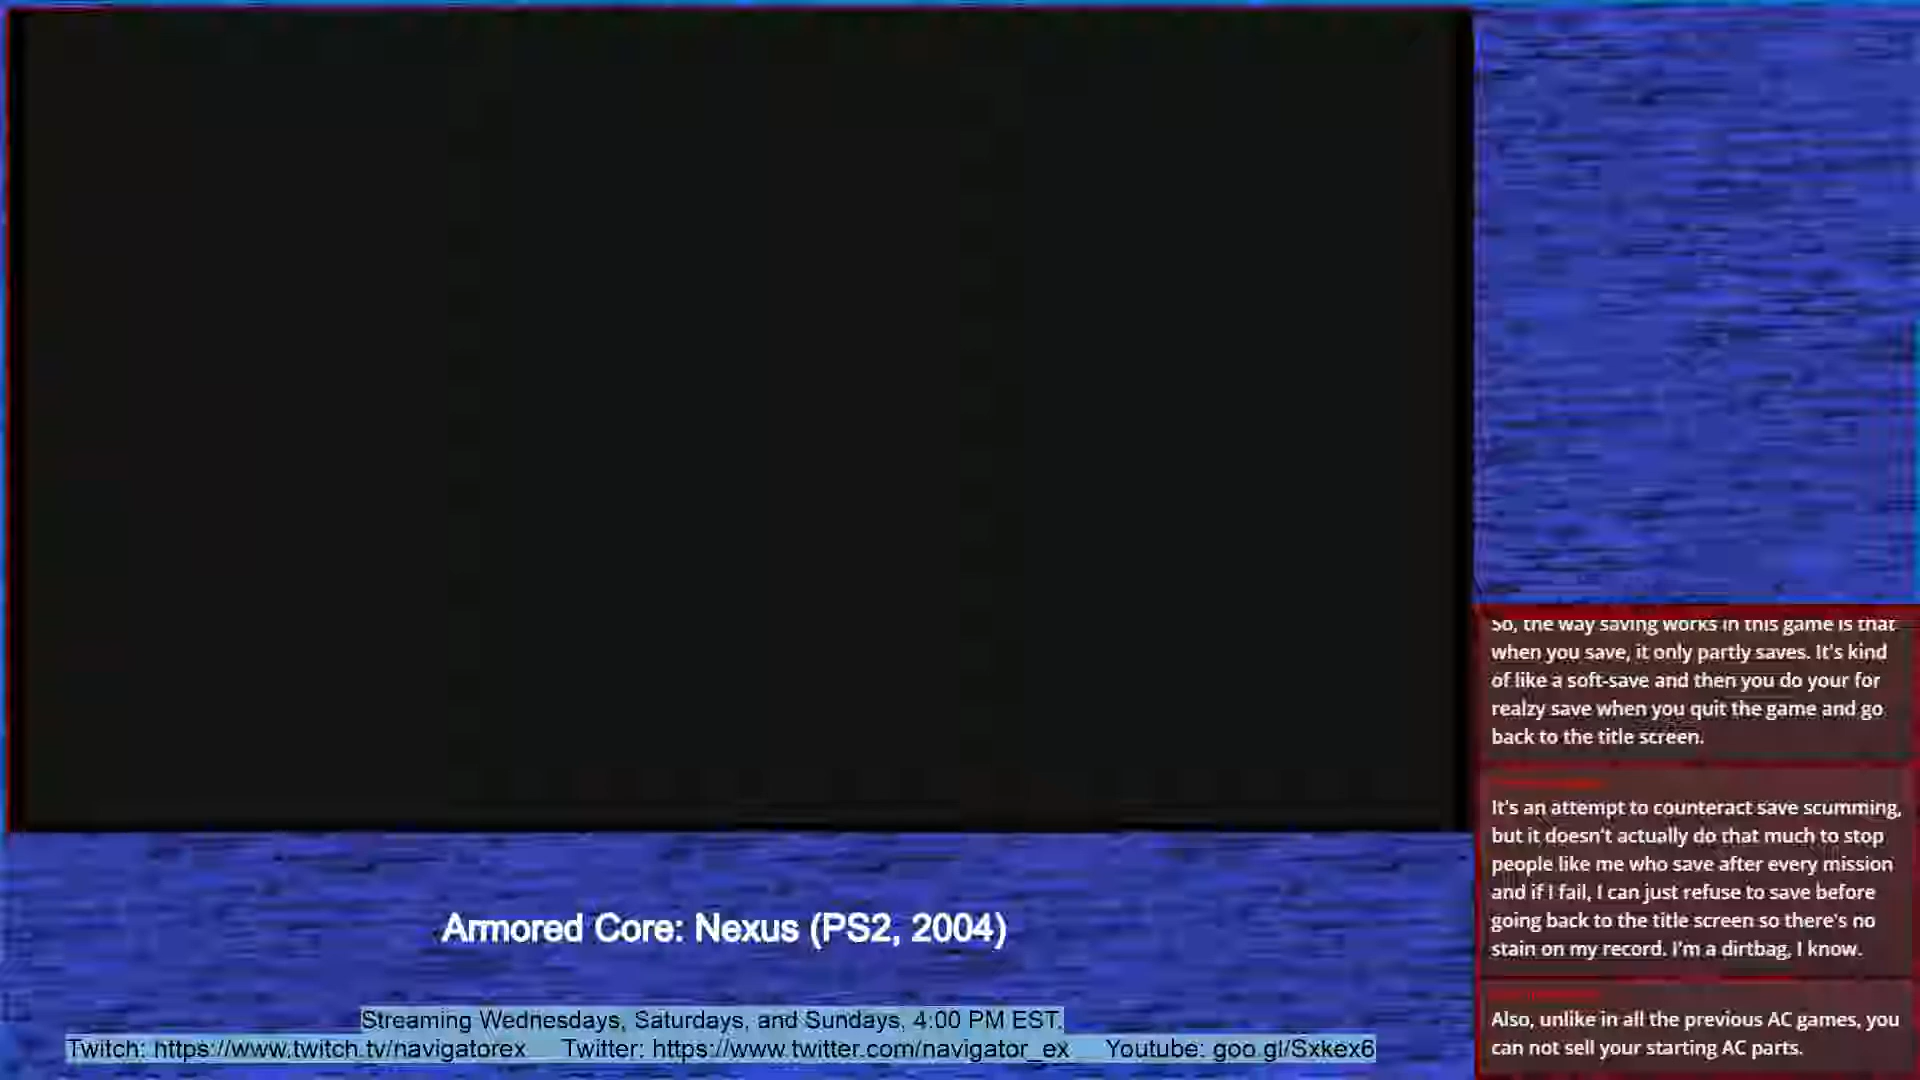 So, the way saving works in this game is that
when you save, it only partly saves. It's kind
of like a soft-save and then you do your for
realzy save when you quit the game and go
back to the title screen.
It's an attempt to counteract save scumming,
but it doesn't actually do that much to stop
people like me who save after every mission
and if I fail, I can just refuse to save before
going back to the title screen so there's no
stain on my record. I'm a dirtbag, I know.
Also, unlike in all the previous AC games, you
can not sell your starting AC parts.
Armored Core: Nexus (PS2, 2004)
Streaming Wednesdays, Saturdays, and Sundays, 4:00 PM EST.
Twitch: https://www.twitch.tv/navigatorex Twitter: https://www.twitter.com/navigator_ex Youtube: goo.gl/Sxkex6